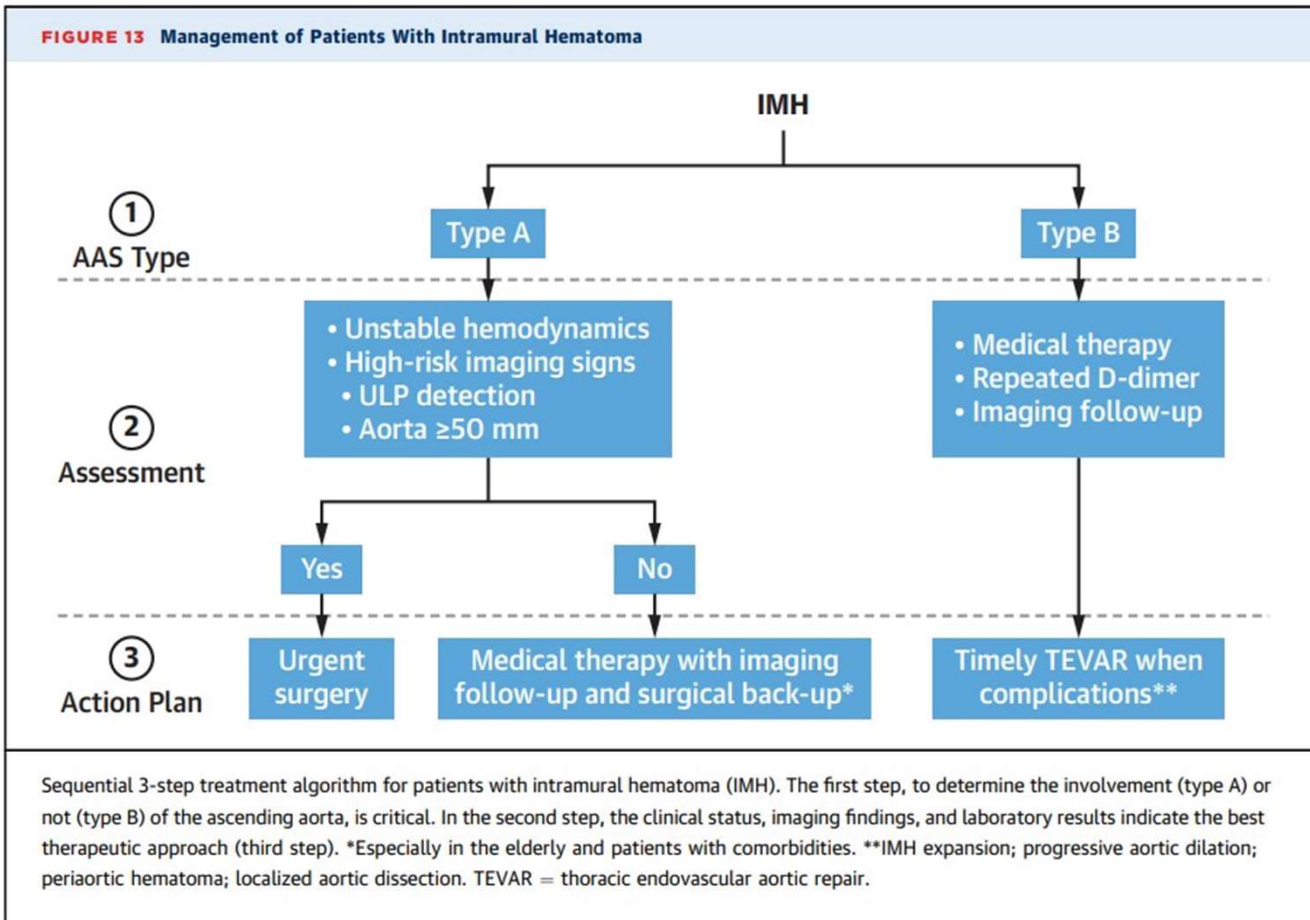 FIGURE 13 Management of Patients With Intramural Hematoma
IMH
1
AAS Type
Type A
Type B
2
Assessment
• Unstable hemodynamics
• High-risk imaging signs
• ULP detection
• Aorta ≥50 mm
• Medical therapy
• Repeated D-dimer
• Imaging follow-up
Yes
No
3
Action Plan
Urgent
surgery
Medical therapy with imaging
follow-up and surgical back-up*
Timely TEVAR when
complications**
Sequential 3-step treatment algorithm for patients with intramural hematoma (IMH). The first step, to determine the involvement (type A) or
not (type B) of the ascending aorta, is critical. In the second step, the clinical status, imaging findings, and laboratory results indicate the best
therapeutic approach (third step). *Especially in the elderly and patients with comorbidities. **IMH expansion; progressive aortic dilation;
periaortic hematoma; localized aortic dissection. TEVAR = thoracic endovascular aortic repair.